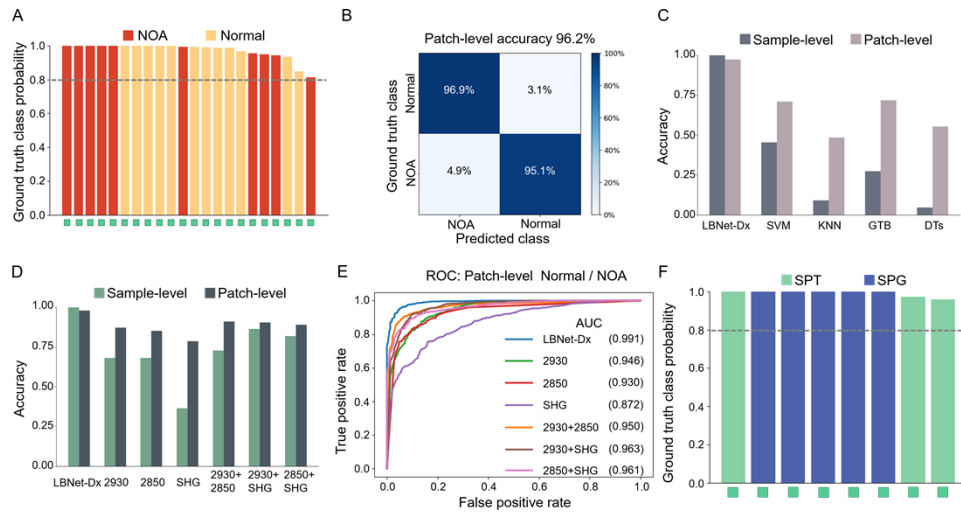 A
NOA
Normal
Ground truth class probability
1.0
0.8
0.6
0.4
0.2
0.0
B
Patch-level accuracy 96.2%
Ground truth class
Normal
NOA
96.9%
3.1%
4.9%
95.1%
NOA
Normal
Predicted class
100%
80%
60%
40%
20%
0%
C
Sample-level
Patch-level
Accuracy
1.00
0.75
0.50
0.25
0.00
LBNet-Dx
SVM
KNN
GTB
DTs
D
Sample-level
Patch-level
Accuracy
1.00
0.75
0.50
0.25
0.00
LBNet-Dx
2930
2850
SHG
2930+
2850
2930+
SHG
2850+
SHG
E
ROC: Patch-level Normal / NOA
True positive rate
1.0
0.8
0.6
0.4
0.2
0.0
AUC
LBNet-Dx (0.991)
2930 (0.946)
2850 (0.930)
SHG (0.872)
2930+2850 (0.950)
2930+SHG (0.963)
2850+SHG (0.961)
0.0
0.2
0.4
0.6
0.8
1.0
False positive rate
F
SPT
SPG
Ground truth class probability
1.0
0.8
0.6
0.4
0.2
0.0